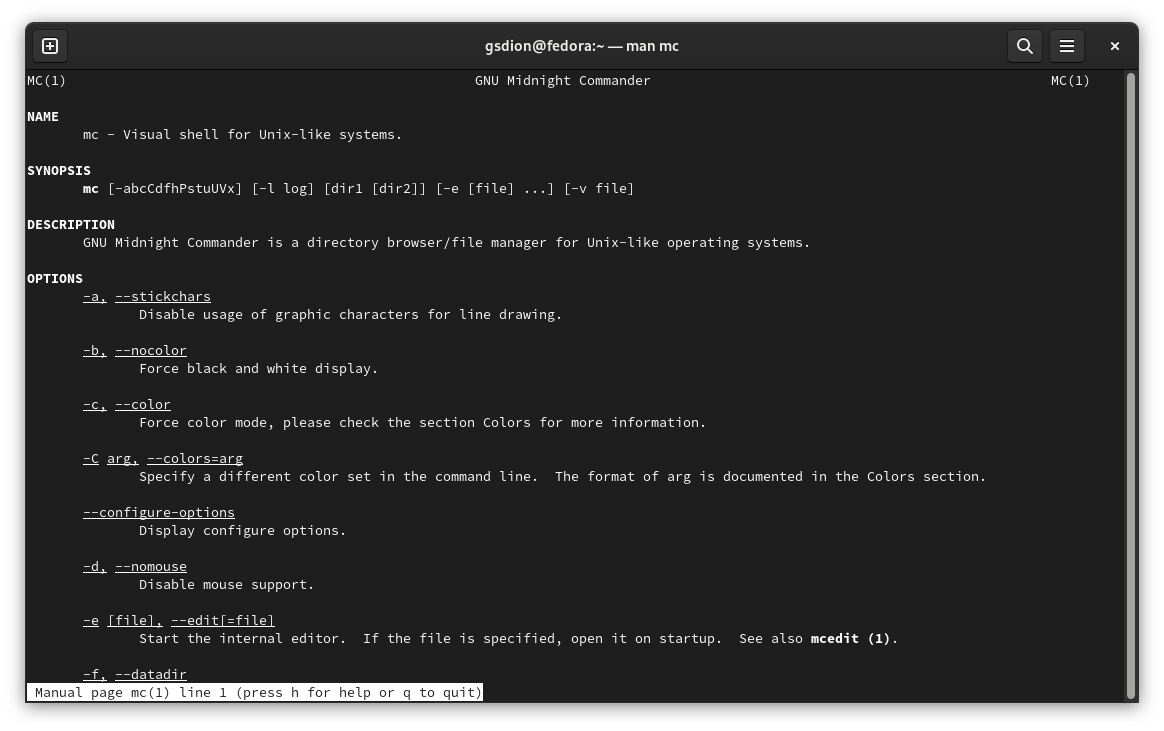 gsdion@fedora:~ — man mc
MC(1) GNU Midnight Commander MC(1)
NAME
mc - Visual shell for Unix-like systems.
SYNOPSIS
mc [-abcCdfhPstuUVx] [-l log] [dir1 [dir2]] [-e [file] ...] [-v file]
DESCRIPTION
GNU Midnight Commander is a directory browser/file manager for Unix-like operating systems.
OPTIONS
-a, --stickchars
Disable usage of graphic characters for line drawing.
-b, --nocolor
Force black and white display.
-c, --color
Force color mode, please check the section Colors for more information.
-C arg, --colors=arg
Specify a different color set in the command line.  The format of arg is documented in the Colors section.
--configure-options
Display configure options.
-d, --nomouse
Disable mouse support.
-e [file], --edit[=file]
Start the internal editor.  If the file is specified, open it on startup.  See also mcedit (1).
-f, --datadir
Manual page mc(1) line 1 (press h for help or q to quit)